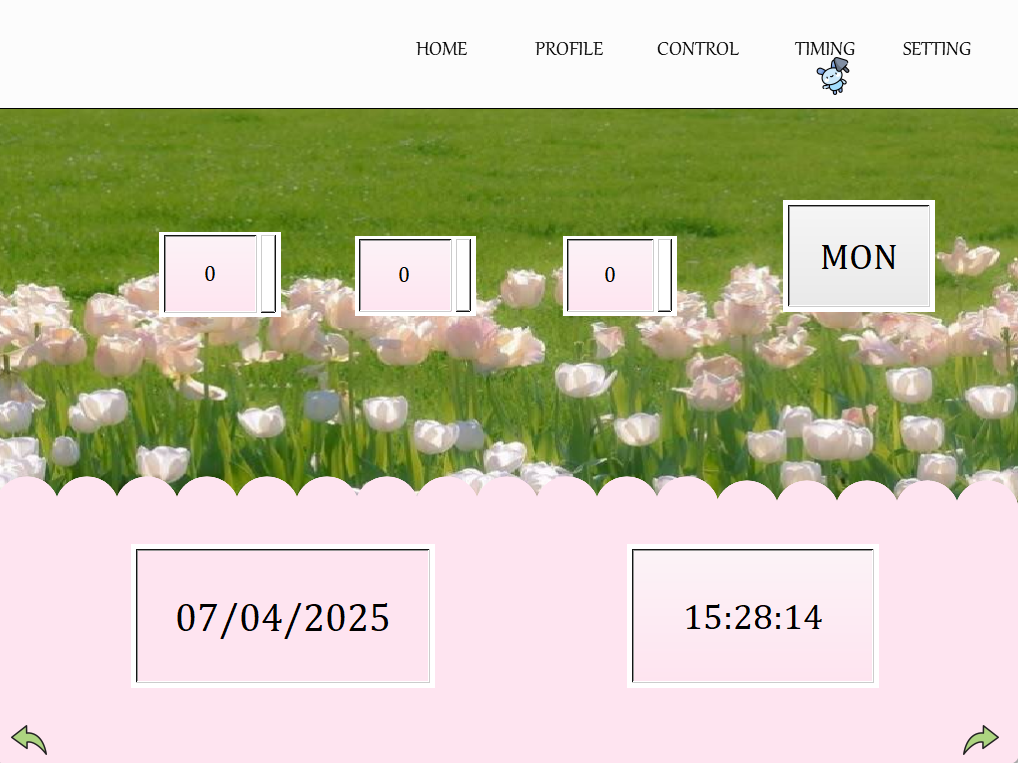 HOME PROFILE CONTROL TIMING SETTING
0 0 0 MON
07/04/2025 15:28:14